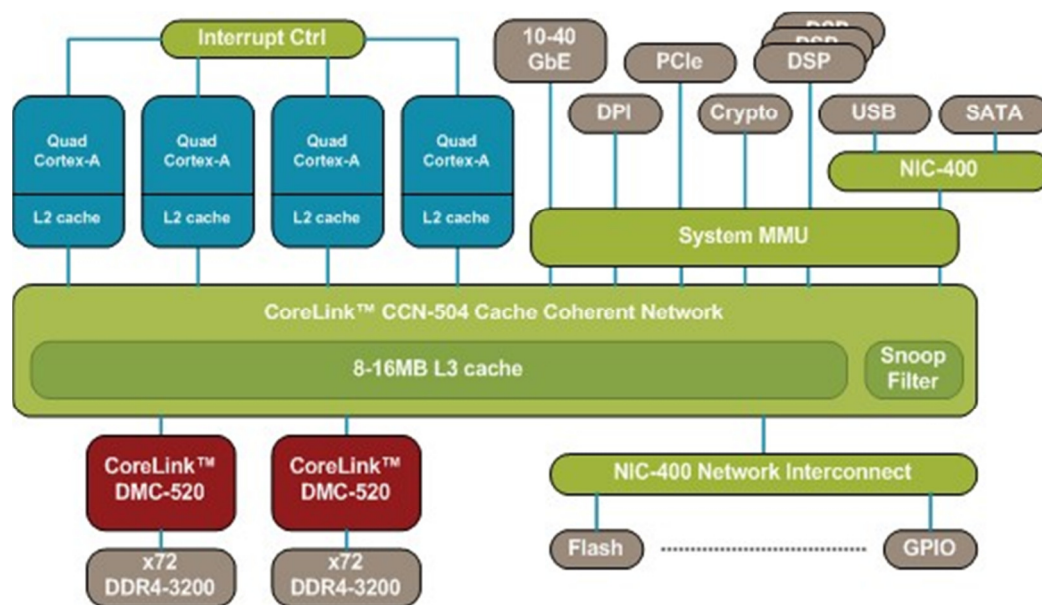 Interrupt Ctrl
10-40
GbE
PCIe
DSP
DSP
DSP
DPI
Crypto
USB
SATA
NIC-400
Quad
Cortex-A
L2 cache
Quad
Cortex-A
L2 cache
Quad
Cortex-A
L2 cache
Quad
Cortex-A
L2 cache
System MMU
CoreLink™ CCN-504 Cache Coherent Network
8-16MB L3 cache
Snoop
Filter
CoreLink™
DMC-520
CoreLink™
DMC-520
NIC-400 Network Interconnect
x72
DDR4-3200
x72
DDR4-3200
Flash
GPIO